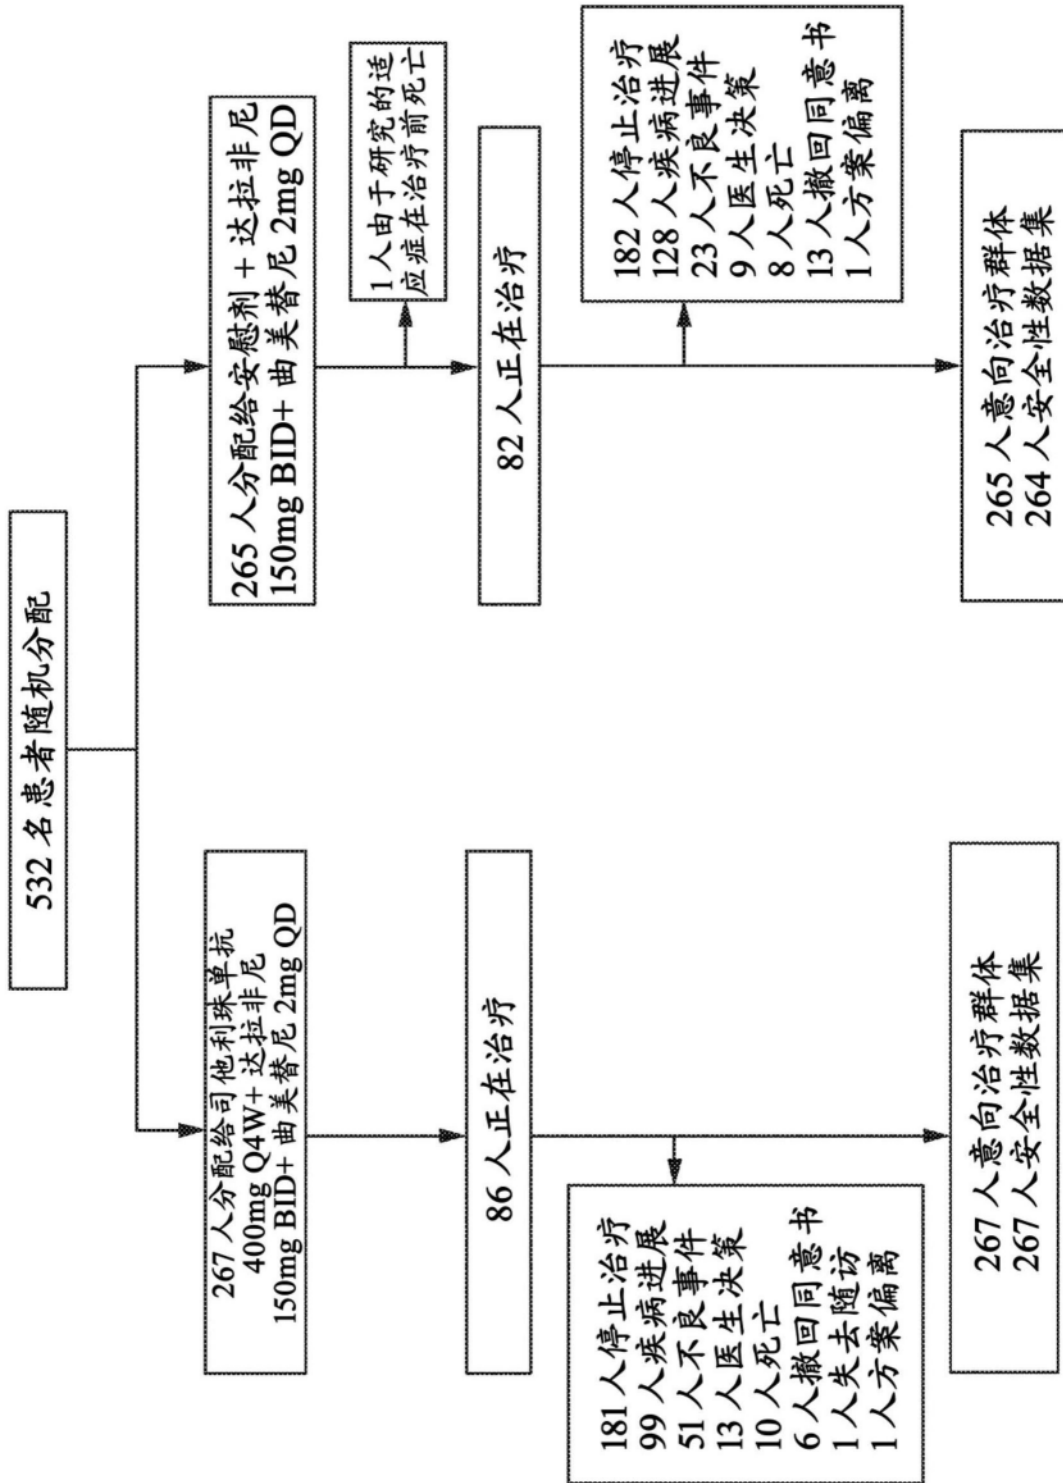 532 名患者随机分配
267 人分配给司他利珠单抗
400mg Q4W+ 达拉非尼
150mg BID+ 曲美替尼 2mg QD
265 人分配给安慰剂 + 达拉非尼
150mg BID+ 曲美替尼 2mg QD
1 人由于研究的适
应症在治疗前死亡
86 人正在治疗
82 人正在治疗
181 人停止治疗
99 人疾病进展
51 人不良事件
13 人医生决策
10 人死亡
6 人撤回同意书
1 人失去随访
1 人方案偏离
182 人停止治疗
128 人疾病进展
23 人不良事件
9 人医生决策
8 人死亡
13 人撤回同意书
1 人方案偏离
267 人意向治疗群体
267 人安全性数据集
265 人意向治疗群体
264 人安全性数据集